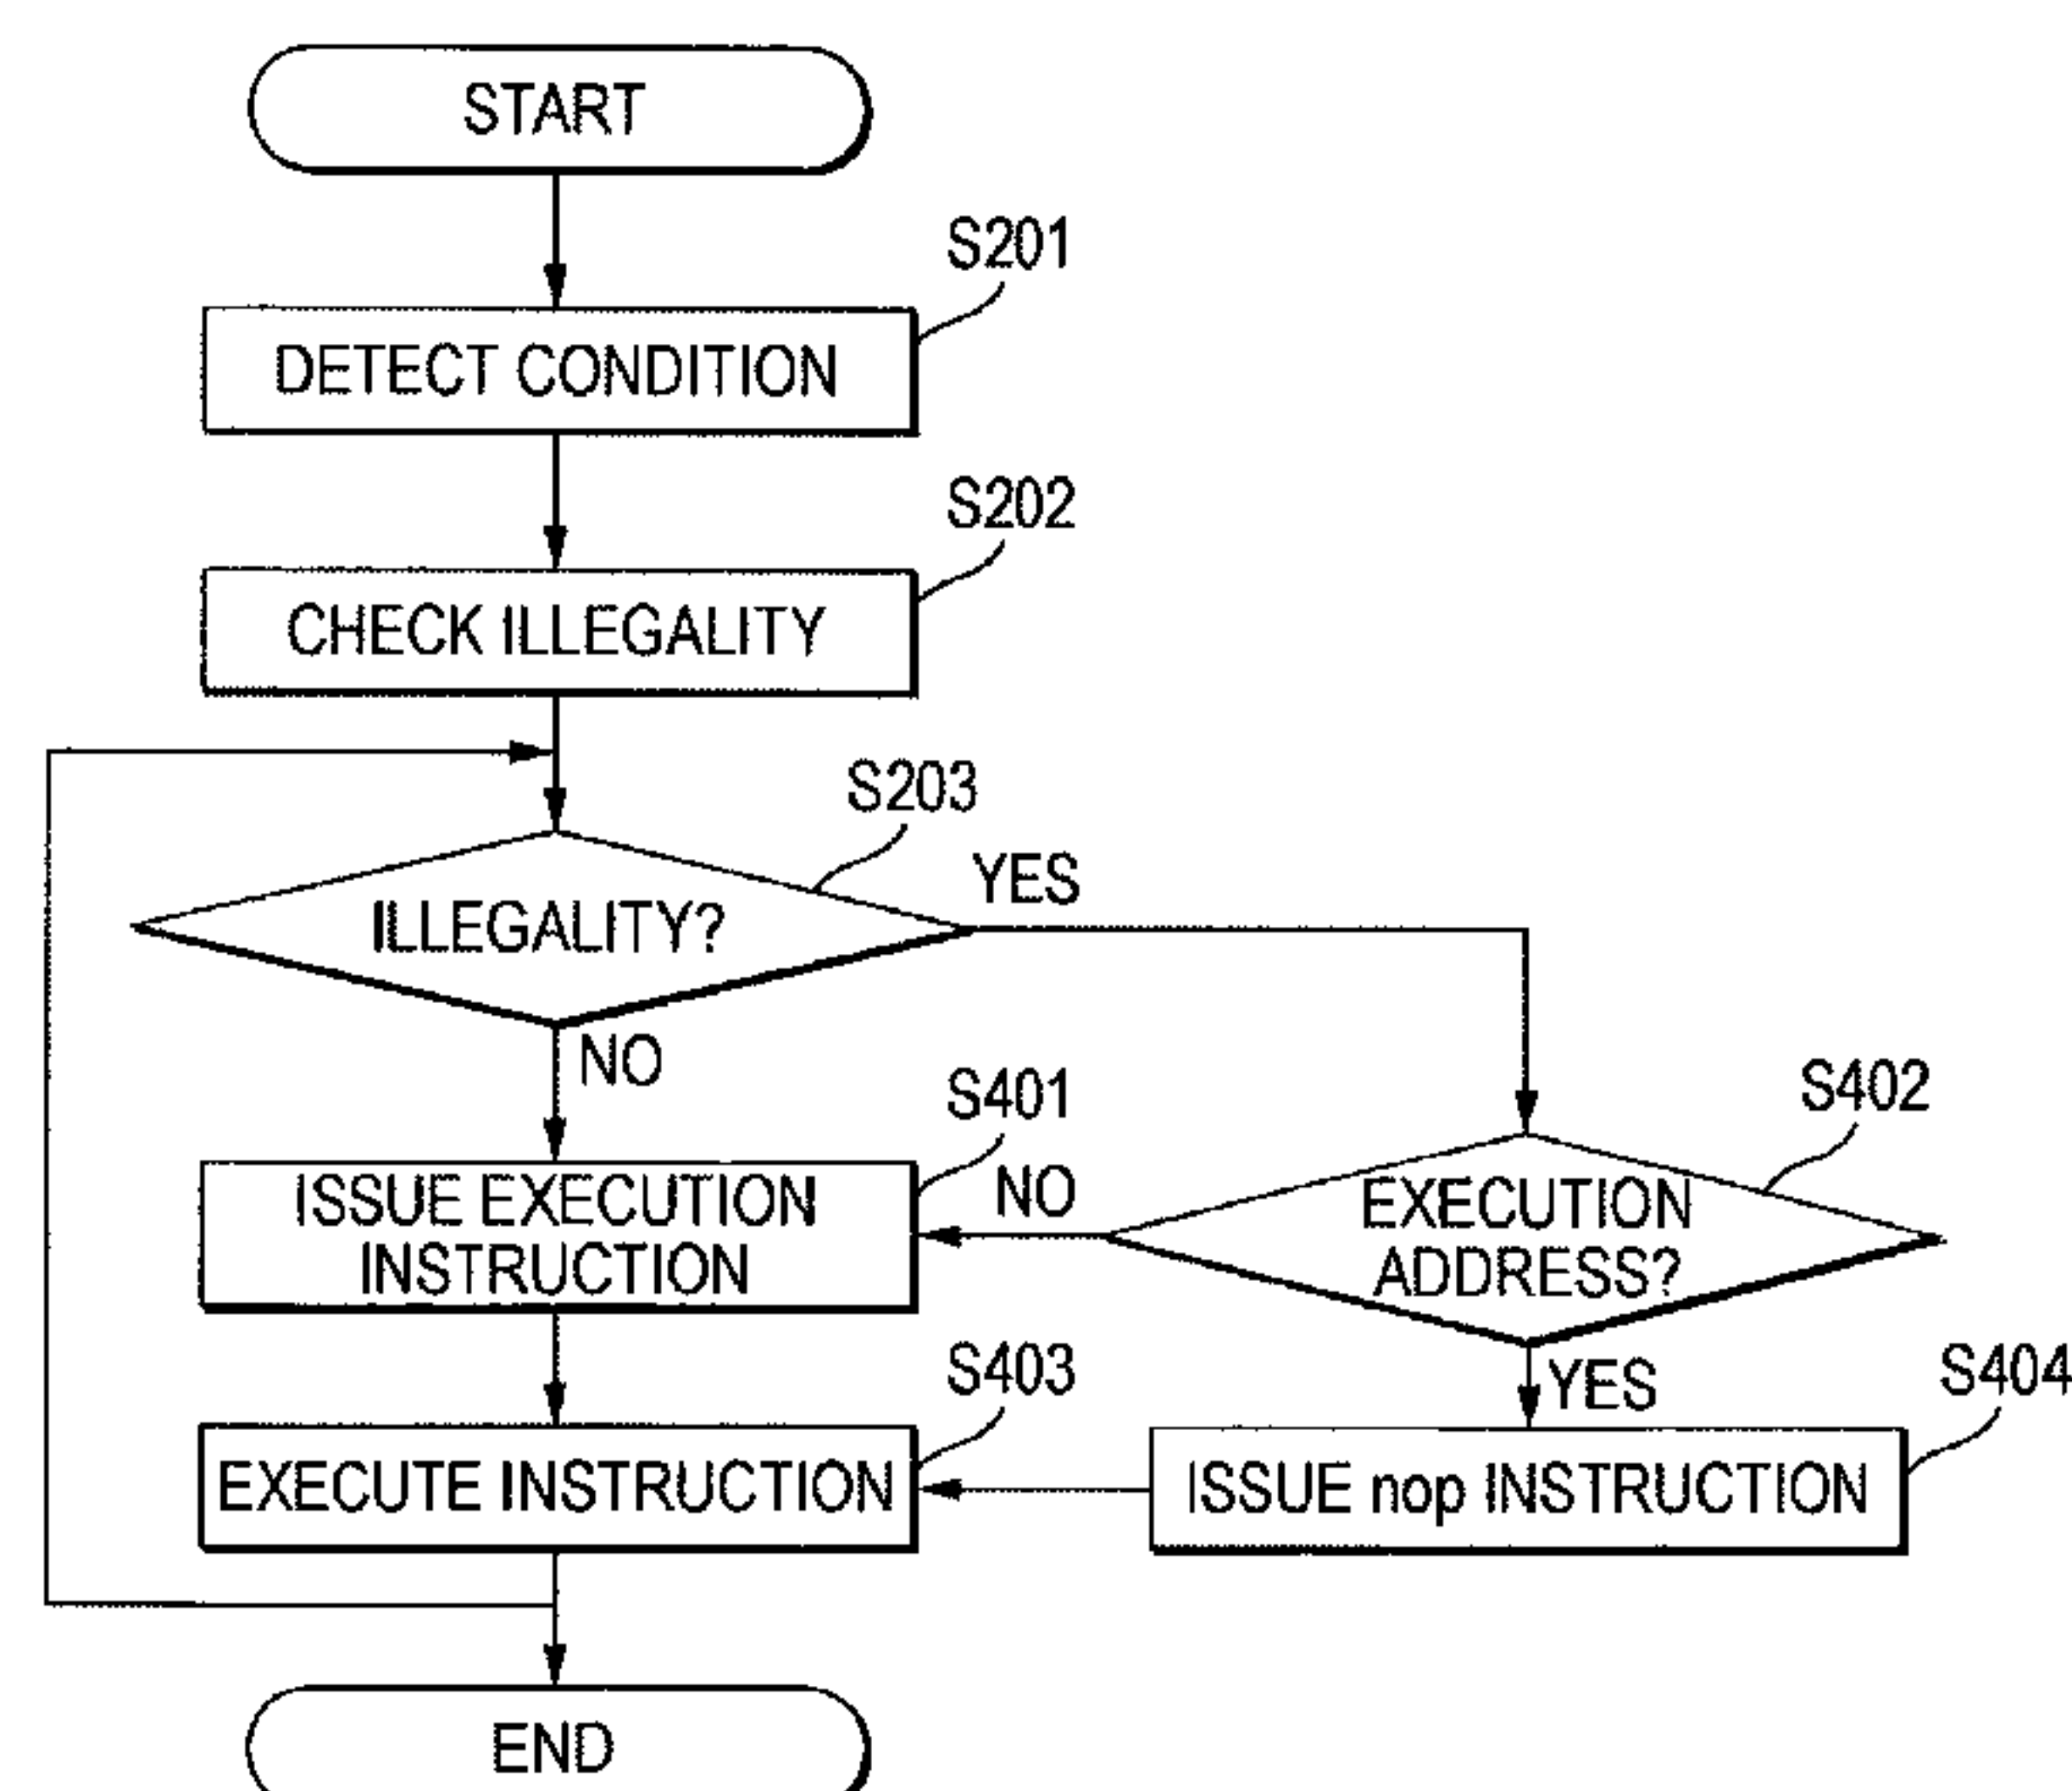 START
S201
DETECT CONDITION
S202
CHECK ILLEGALITY
S203
YES
ILLEGALITY?
NO
S401
S402
ISSUE EXECUTION
INSTRUCTION
NO
EXECUTION
ADDRESS?
S403
YES
S404
EXECUTE INSTRUCTION
ISSUE nop INSTRUCTION
END